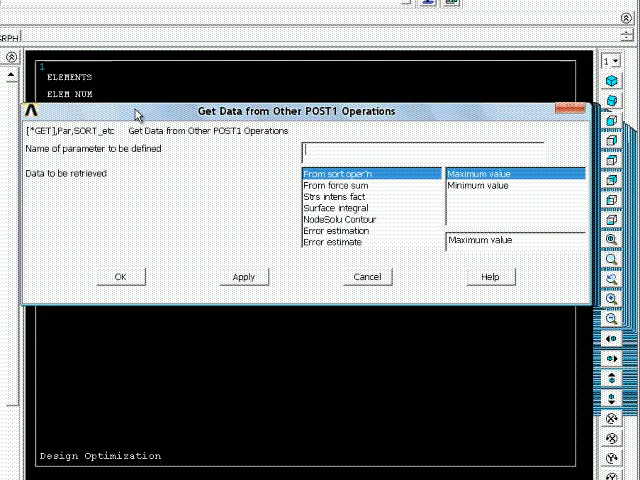 GRPH
1
ELEMENTS
ELEM NUM
1
Get Data from Other POST1 Operations
[*GET],Par,SORT_etc Get Data from Other POST1 Operations
Name of parameter to be defined
Data to be retrieved
From sort oper'n
From force sum
Strs intens fact
Surface integral
NodeSolu Contour
Error estimation
Error estimate
Maximum value
Minimum value
Maximum value
OK
Apply
Cancel
Help
Design Optimization